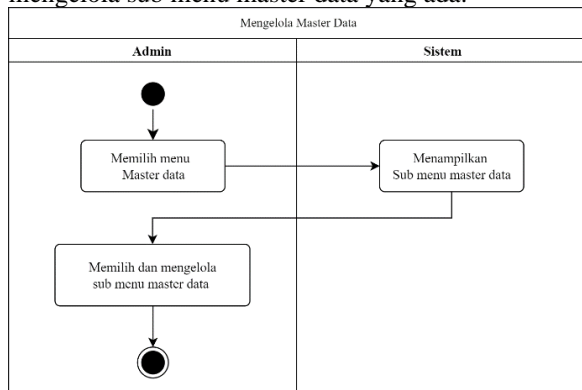 mengelola sub menu master data yang ada.
Mengelola Master Data
Admin
Sistem
Memilih menu
Master data
Menampilkan
Sub menu master data
Memilih dan mengelola
sub menu master data